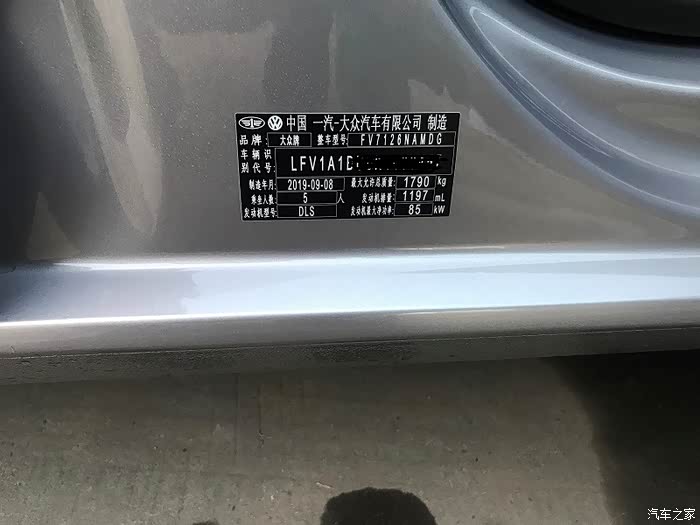 中国 一汽-大众汽车有限公司 制造
品牌: 大众牌 整车型号: FV7126NAMDG
车辆识别代号: LFV1A1D
制造年月: 2019-09-08 最大允许总质量: 1790 kg
乘坐人数: 5 人 发动机排量: 1197 mL
发动机型号: DLS 发动机最大净功率: 85 kW
汽车之家